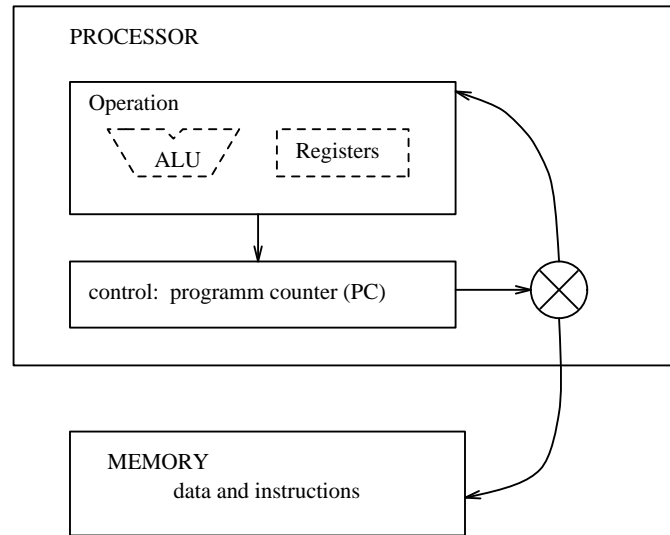 PROCESSOR
Operation
ALU
Registers
control: programm counter (PC)
MEMORY
data and instructions